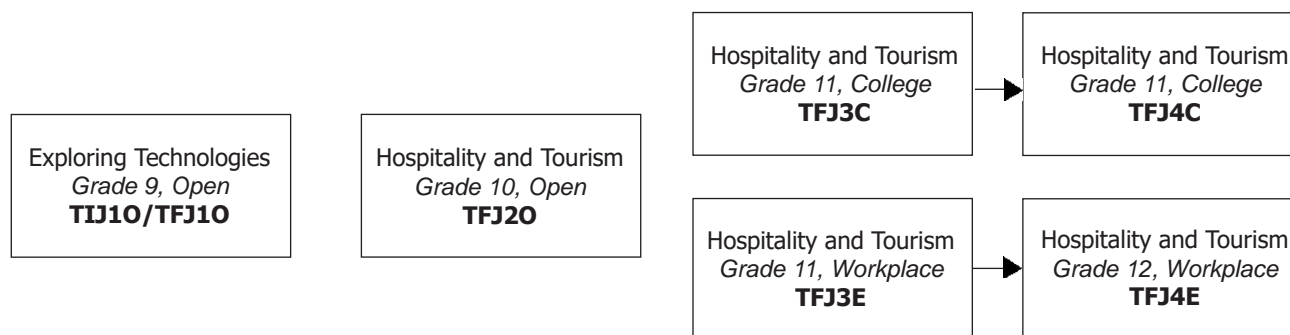 Exploring Technologies
Grade 9, Open
TIJ1O/TFJ1O
Hospitality and Tourism
Grade 10, Open
TFJ2O
Hospitality and Tourism
Grade 11, College
TFJ3C
Hospitality and Tourism
Grade 11, College
TFJ4C
Hospitality and Tourism
Grade 11, Workplace
TFJ3E
Hospitality and Tourism
Grade 12, Workplace
TFJ4E